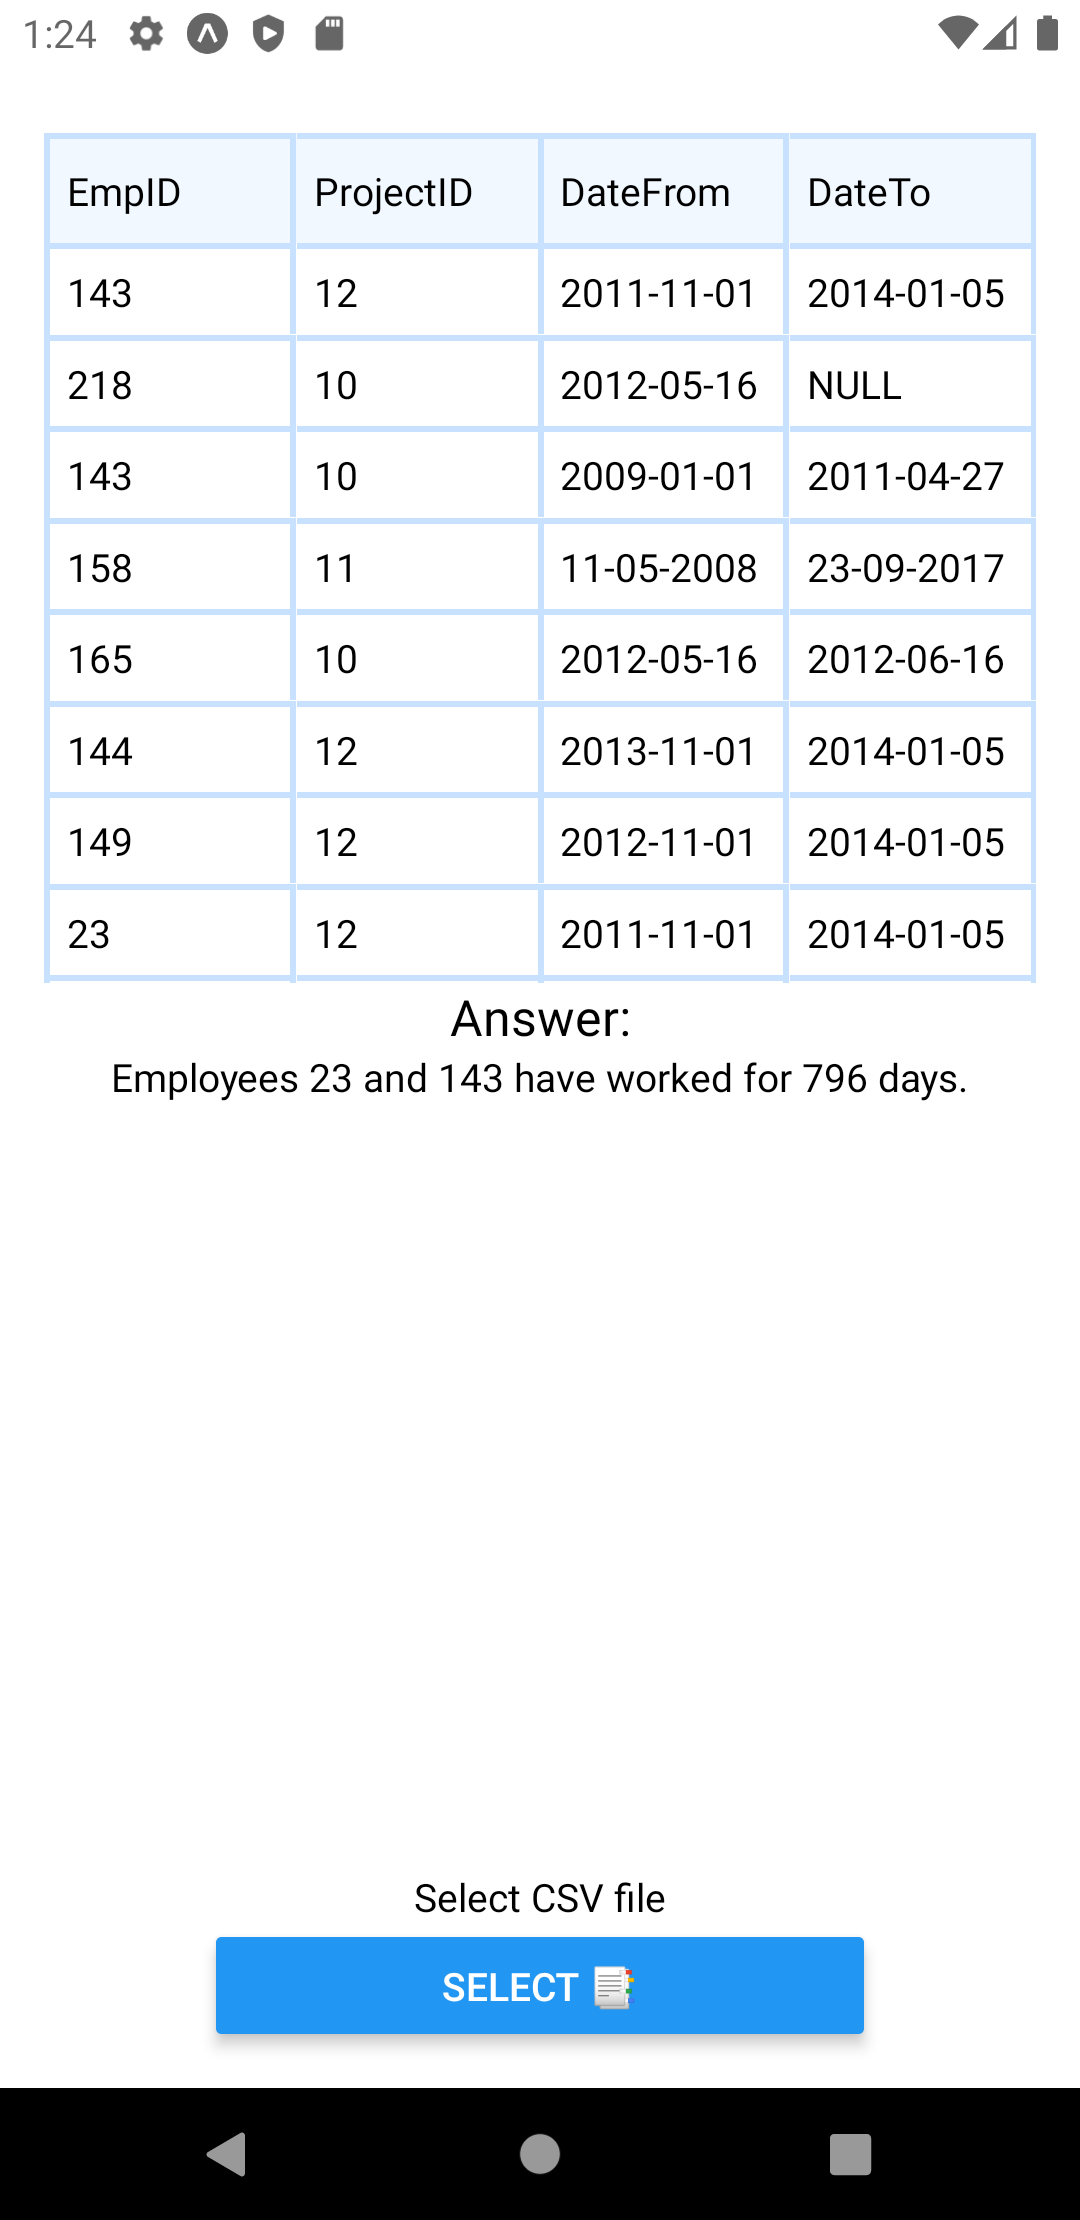 1:24
EmpID ProjectID DateFrom DateTo
143 12 2011-11-01 2014-01-05
218 10 2012-05-16 NULL
143 10 2009-01-01 2011-04-27
158 11 11-05-2008 23-09-2017
165 10 2012-05-16 2012-06-16
144 12 2013-11-01 2014-01-05
149 12 2012-11-01 2014-01-05
23 12 2011-11-01 2014-01-05
Answer:
Employees 23 and 143 have worked for 796 days.
Select CSV file
SELECT